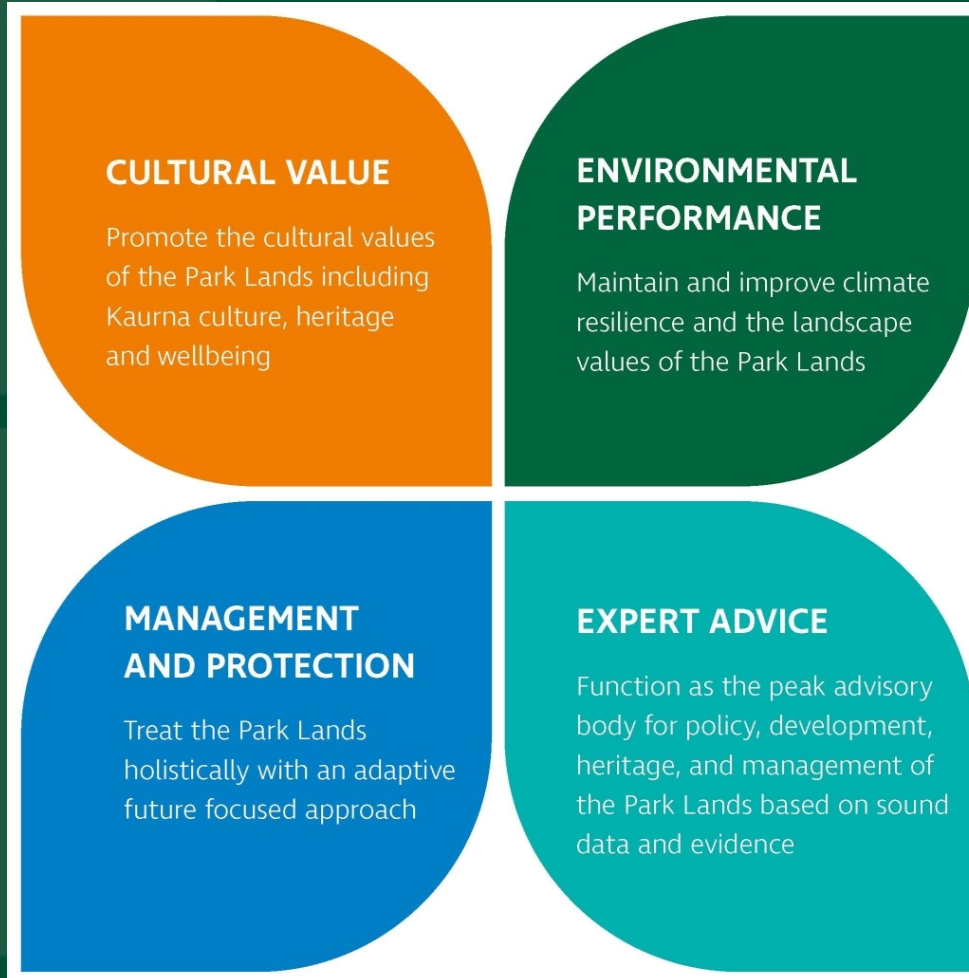 CULTURAL VALUE
Promote the cultural values
of the Park Lands including
Kaurna culture, heritage
and wellbeing
ENVIRONMENTAL
PERFORMANCE
Maintain and improve climate
resilience and the landscape
values of the Park Lands
MANAGEMENT
AND PROTECTION
Treat the Park Lands
holistically with an adaptive
future focused approach
EXPERT ADVICE
Function as the peak advisory
body for policy, development,
heritage, and management of
the Park Lands based on sound
data and evidence